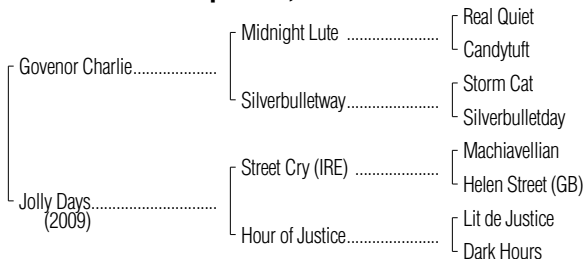 Real Quiet
Midnight Lute ..................
Candytuft
Govenor Charlie..................
Storm Cat
Silverbulletway..................
Silverbulletday
Machiavellian
Street Cry (IRE) ................
Helen Street (GB)
Jolly Days..........................
(2009)
Lit de Justice
Hour of Justice..................
Dark Hours